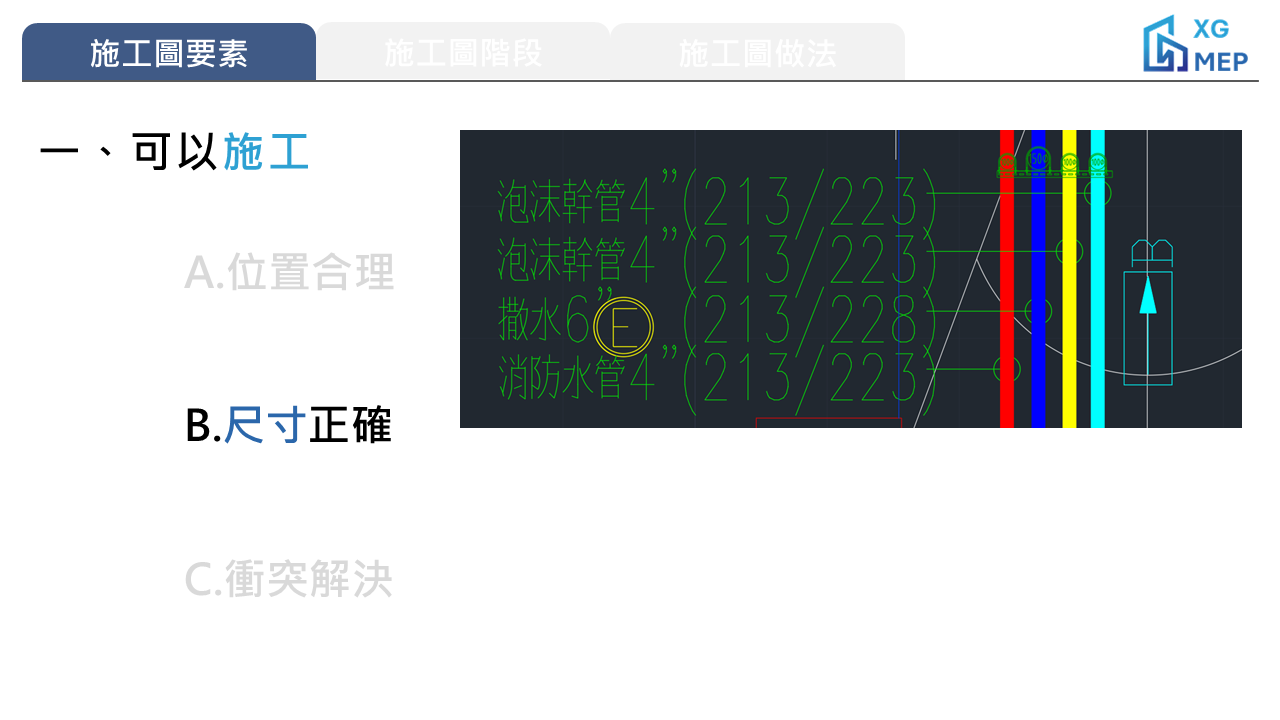 施工圖要素
施工圖階段
施工圖做法
XG
MEP
一、可以施工
A.位置合理
B.尺寸正確
C.衝突解決
泡沫幹管4”(213/223)
泡沫幹管4”(213/223)
撒水6”(213/228)
E
消防水管4”(213/223)
150Φ
100Φ
100Φ
B